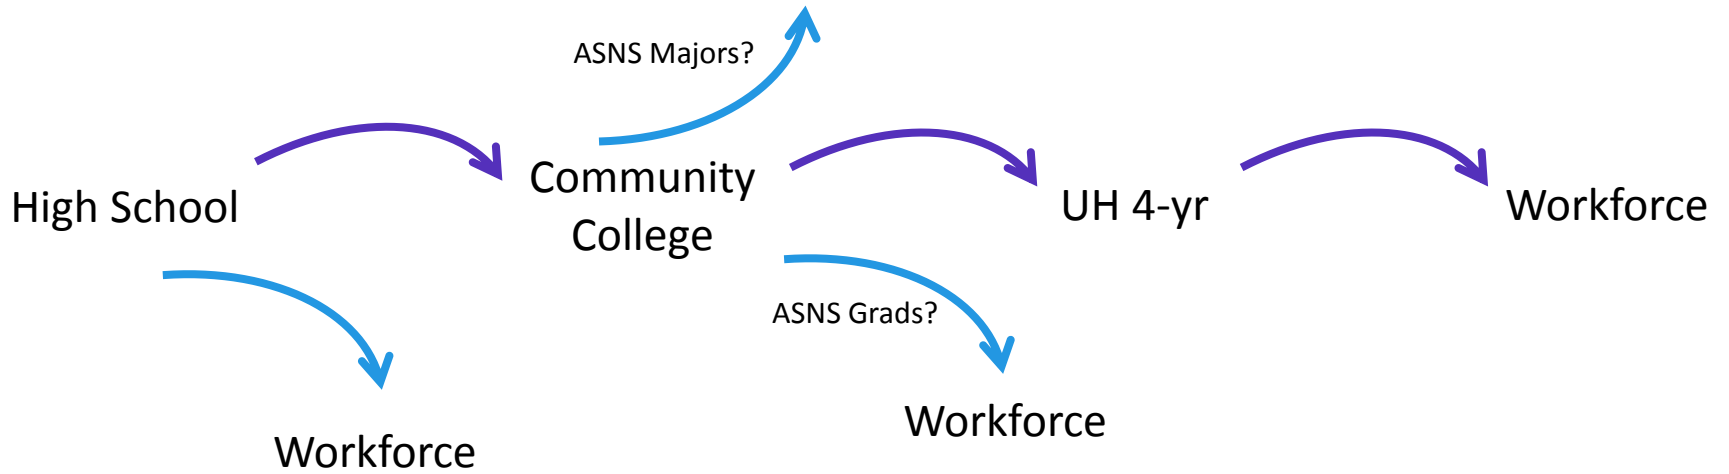 ASNS Majors?
High School
Community
College
UH 4-yr
Workforce
ASNS Grads?
Workforce
Workforce